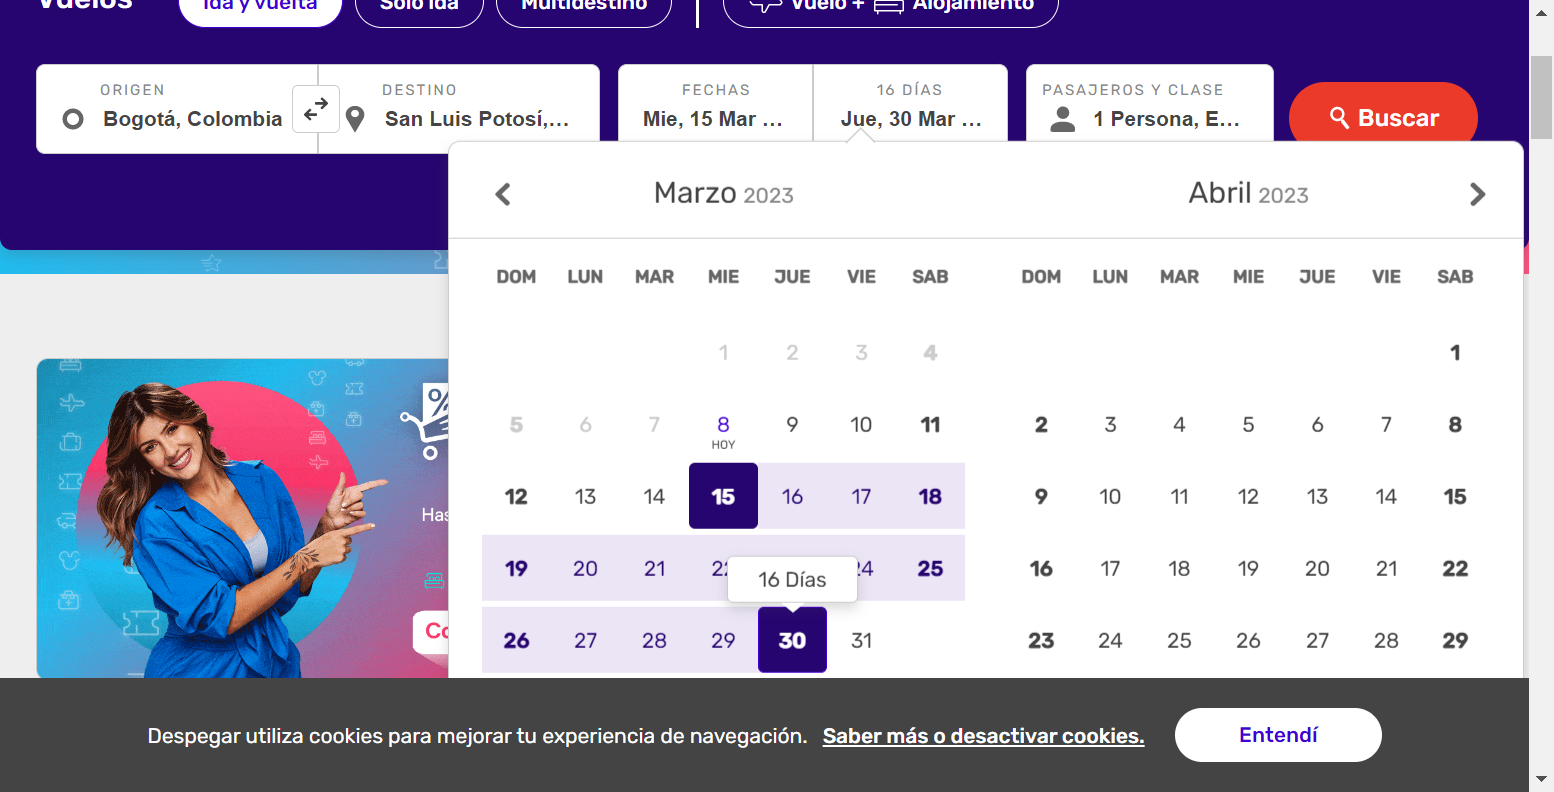 Vuelos
Ida y vuelta
Solo ida
Multidestino
Vuelo + Alojamiento
ORIGEN
Bogotá, Colombia
DESTINO
San Luis Potosí,...
FECHAS
Mie, 15 Mar ...
16 DÍAS
Jue, 30 Mar ...
PASAJEROS Y CLASE
1 Persona, E...
Buscar
Marzo 2023
DOM LUN MAR MIE JUE VIE SAB
1 2 3 4
5 6 7 8 9 10 11
HOY
12 13 14 15 16 17 18
19 20 21 24 25
16 Días
26 27 28 29 30 31
Abril 2023
DOM LUN MAR MIE JUE VIE SAB
1
2 3 4 5 6 7 8
9 10 11 12 13 14 15
16 17 18 19 20 21 22
23 24 25 26 27 28 29
%
Has
Despegar utiliza cookies para mejorar tu experiencia de navegación. Saber más o desactivar cookies.
Entendí